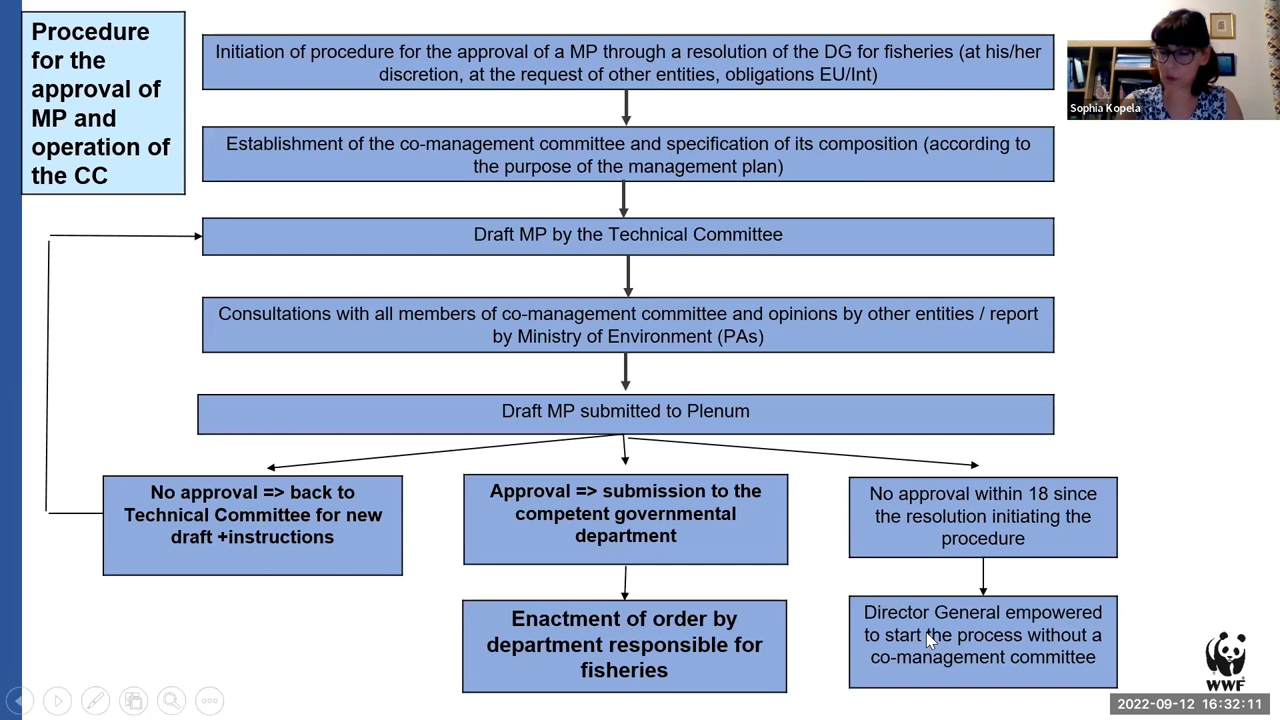 Procedure
for the
approval of
MP and
operation of
the CC
Initiation of procedure for the approval of a MP through a resolution of the DG for fisheries (at his/her
discretion, at the request of other entities, obligations EU/Int)
Establishment of the co-management committee and specification of its composition (according to
the purpose of the management plan)
Draft MP by the Technical Committee
Consultations with all members of co-management committee and opinions by other entities / report
by Ministry of Environment (PAs)
Draft MP submitted to Plenum
No approval => back to
Technical Committee for new
draft +instructions
Approval => submission to the
competent governmental
department
No approval within 18 since
the resolution initiating the
procedure
Enactment of order by
department responsible for
fisheries
Director General empowered
to start the process without a
co-management committee
Sophia Kopela
WWF
2022-09-12 16:32:11